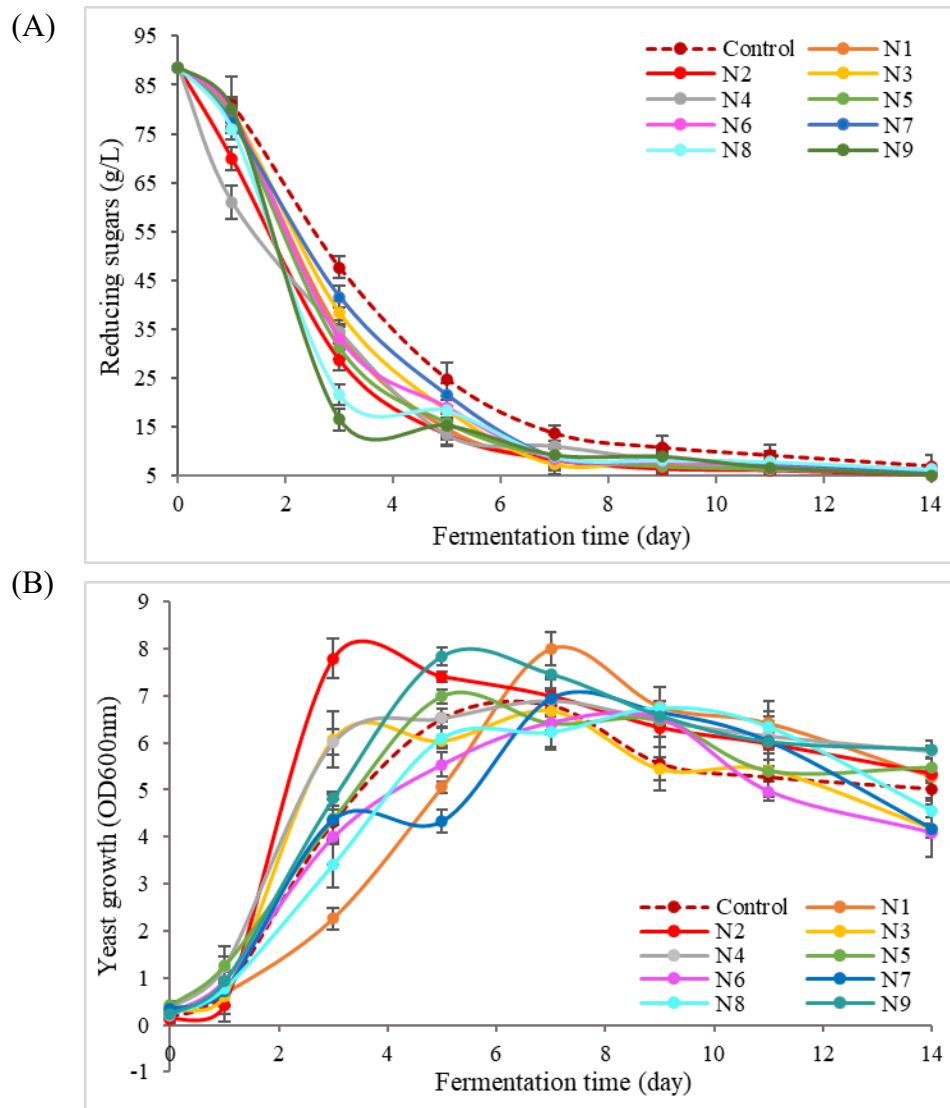 (A)
95
85
75
65
55
45
35
25
15
5
Reducing sugars (g/L)
0 2 4 6 8 10 12 14
Fermentation time (day)
Control N1
N2 N3
N4 N5
N6 N7
N8 N9
(B)
9
8
7
6
5
4
3
2
1
0
-1
Yeast growth (OD600nm)
0 2 4 6 8 10 12 14
Fermentation time (day)
Control N1
N2 N3
N4 N5
N6 N7
N8 N9